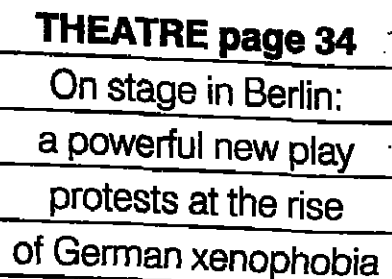 THEATRE page 34
On stage in Berlin:
a powerful new play
protests at the rise
of German xenophobia